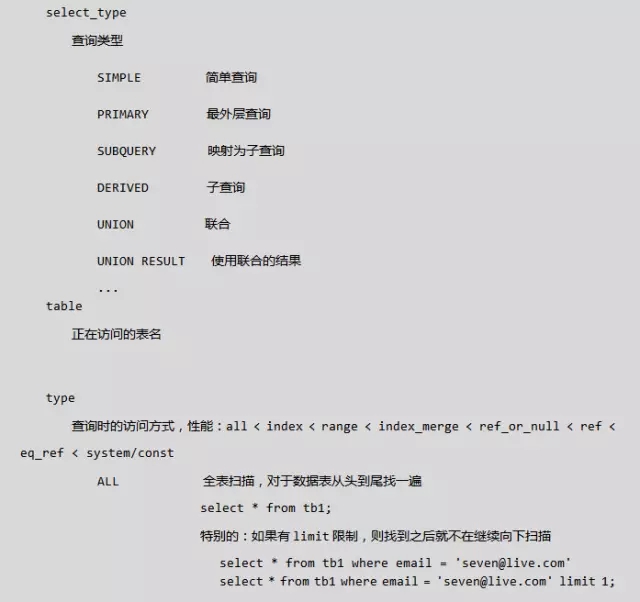 select_type
查询类型
SIMPLE 简单查询
PRIMARY 最外层查询
SUBQUERY 映射为子查询
DERIVED 子查询
UNION 联合
UNION RESULT 使用联合的结果
...
table
正在访问的表名
type
查询时的访问方式，性能：all < index < range < index_merge < ref_or_null < ref <
eq_ref < system/const
ALL 全表扫描，对于数据表从头到尾找一遍
select * from tb1;
特别的：如果有limit限制，则找到之后就不在继续向下扫描
select * from tb1 where email = 'seven@live.com'
select * from tb1 where email = 'seven@live.com' limit 1;